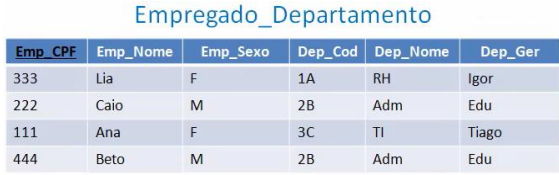 Empregado_Departamento
Emp_CPF Emp_Nome Emp_Sexo Dep_Cod Dep_Nome Dep_Ger
333 Lia F 1A RH Igor
222 Caio M 2B Adm Edu
111 Ana F 3C TI Tiago
444 Beto M 2B Adm Edu